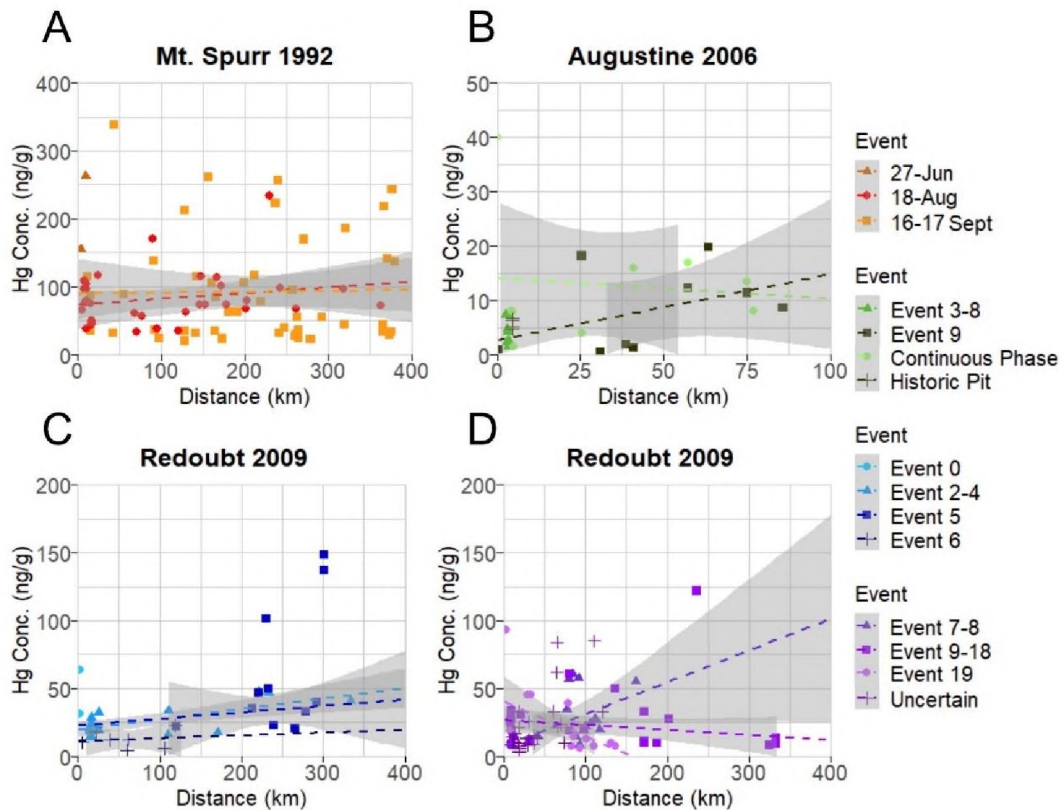 A
Mt. Spurr 1992
400
300
200
100
0
Hg Conc. (ng/g)
0
100
200
300
400
Distance (km)
B
Augustine 2006
50
40
30
20
10
0
Hg Conc. (ng/g)
0
25
50
75
100
Distance (km)
Event
27-Jun
18-Aug
16-17 Sept
Event
Event 3-8
Event 9
Continuous Phase
Historic Pit
C
Redoubt 2009
200
150
100
50
0
Hg Conc. (ng/g)
0
100
200
300
400
Distance (km)
D
Redoubt 2009
200
150
100
50
0
Hg Conc. (ng/g)
0
50
100
150
200
250
300
350
400
Distance (km)
Event
Event 0
Event 2-4
Event 5
Event 6
Event
Event 7-8
Event 9-18
Event 19
Uncertain